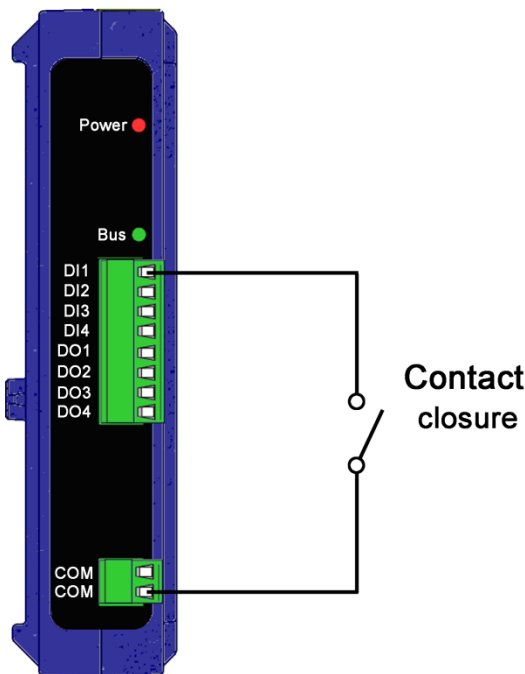 Power
Bus
DI1
DI2
DI3
DI4
DO1
DO2
DO3
DO4
Contact
closure
COM
COM